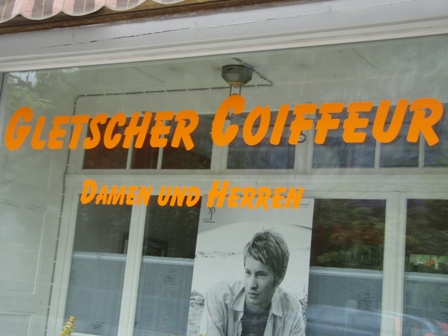 GLETSCHER COIFFEUR
DAMEN UND HERREN